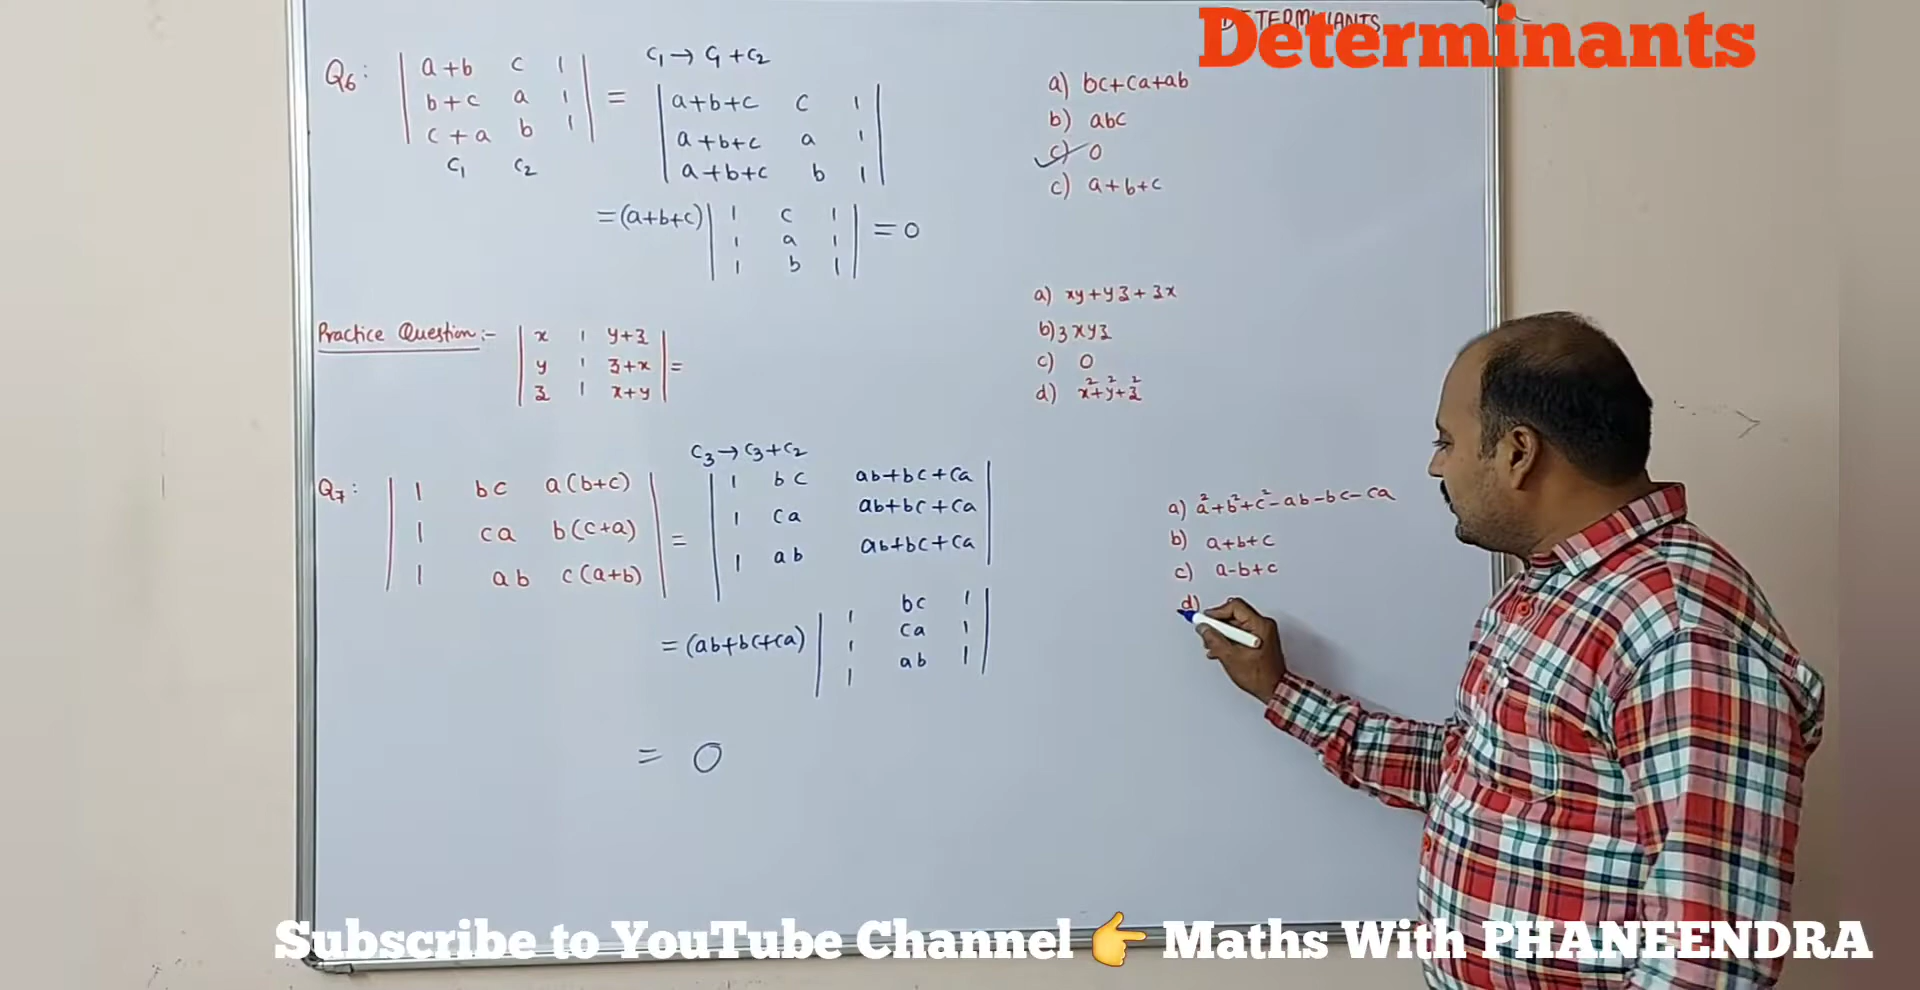 DETERMINANTS
Determinants
Q6: | a+b c 1 | =
| b+c a 1 |
| c+a b 1 |
C1 C2
C1 → C1 + C2
| a+b+c c 1 |
| a+b+c a 1 |
| a+b+c b 1 |
= (a+b+c) | 1 c 1 | = 0
| 1 a 1 |
| 1 b 1 |
a) bc+ca+ab
b) abc
c) 0
c) a+b+c
Practice Question:- | x 1 y+z | =
| y 1 z+x |
| z 1 x+y |
a) xy+yz+zx
b) 3xyz
c) 0
d) x²+y²+z²
Q7: | 1 bc a(b+c) | =
| 1 ca b(c+a) |
| 1 ab c(a+b) |
C3 → C3 + C2
| 1 bc ab+bc+ca |
| 1 ca ab+bc+ca |
| 1 ab ab+bc+ca |
= (ab+bc+ca) | 1 bc 1 |
| 1 ca 1 |
| 1 ab 1 |
= 0
a) a²+b²+c²-ab-bc-ca
b) a+b+c
c) a-b+c
d)
Subscribe to YouTube Channel 👉 Maths With PHANEENDRA